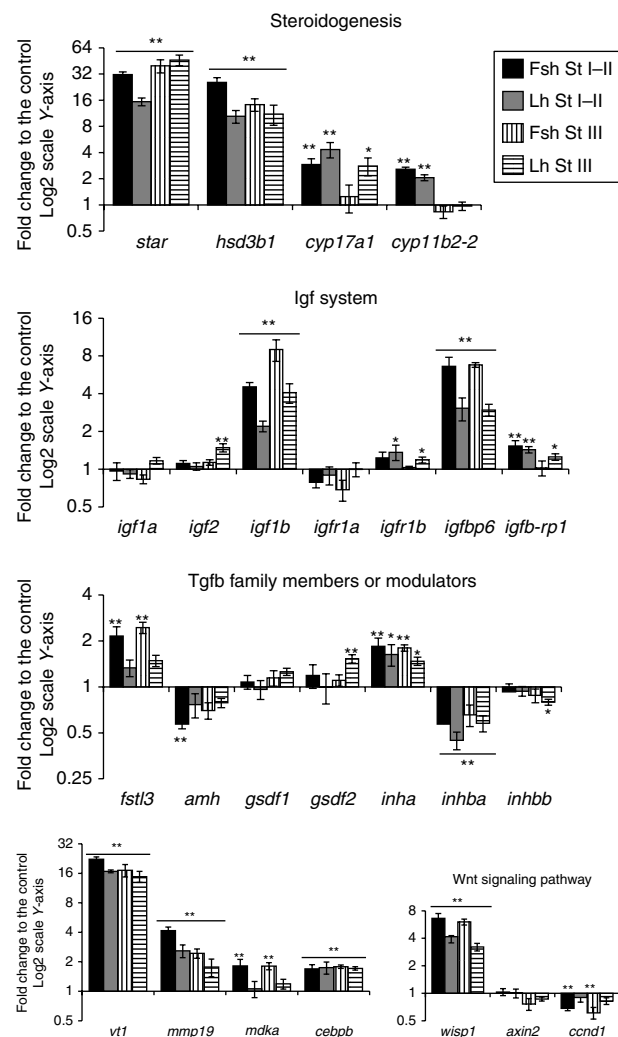 Steroidogenesis
Fold change to the control
Log2 scale Y-axis
64
32
16
8
4
2
1
0.5
**
**
** ** *
** **
star hsd3b1 cyp17a1 cyp11b2-2
Fsh St I–II
Lh St I–II
Fsh St III
Lh St III
Igf system
Fold change to the control
Log2 scale Y-axis
16
8
4
2
1
0.5
**
**
**
* *
** ** *
igf1a igf2 igf1b igfr1a igfr1b igfbp6 igfb-rp1
Tgfb family members or modulators
Fold change to the control
Log2 scale Y-axis
4
2
1
0.5
0.25
** **
**
**
** * ** *
**
*
fstl3 amh gsdf1 gsdf2 inha inhba inhbb
Fold change to the control
Log2 scale Y-axis
32
16
8
4
2
1
0.5
**
**
** **
**
vt1 mmp19 mdka cebpb
Wnt signaling pathway
8
4
2
1
0.5
**
** **
wisp1 axin2 ccnd1